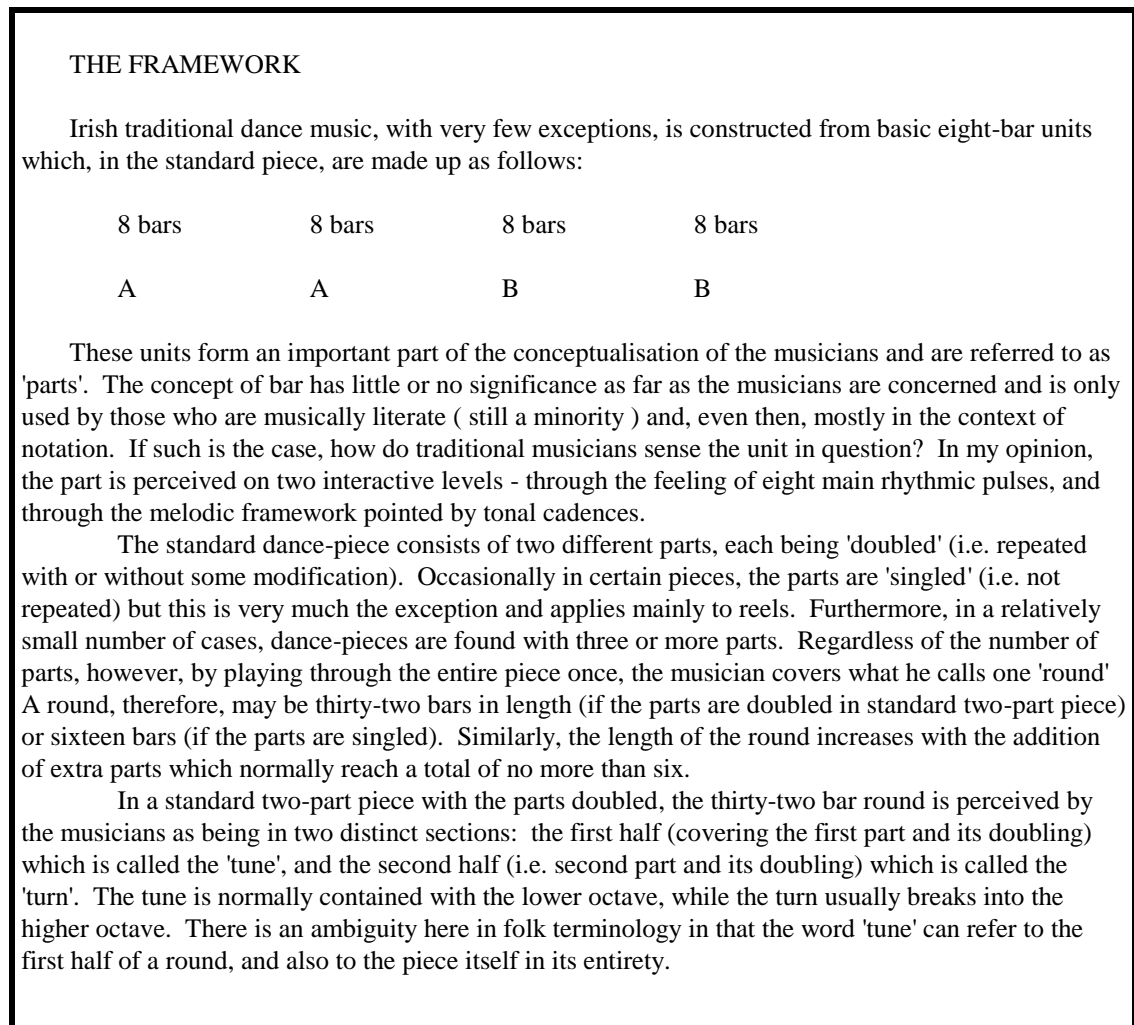 THE FRAMEWORK
Irish traditional dance music, with very few exceptions, is constructed from basic eight-bar units
which, in the standard piece, are made up as follows:
8 bars 8 bars 8 bars 8 bars
A A B B
These units form an important part of the conceptualisation of the musicians and are referred to as
'parts'. The concept of bar has little or no significance as far as the musicians are concerned and is only
used by those who are musically literate ( still a minority ) and, even then, mostly in the context of
notation. If such is the case, how do traditional musicians sense the unit in question? In my opinion,
the part is perceived on two interactive levels - through the feeling of eight main rhythmic pulses, and
through the melodic framework pointed by tonal cadences.
The standard dance-piece consists of two different parts, each being 'doubled' (i.e. repeated
with or without some modification). Occasionally in certain pieces, the parts are 'singled' (i.e. not
repeated) but this is very much the exception and applies mainly to reels. Furthermore, in a relatively
small number of cases, dance-pieces are found with three or more parts. Regardless of the number of
parts, however, by playing through the entire piece once, the musician covers what he calls one 'round'
A round, therefore, may be thirty-two bars in length (if the parts are doubled in standard two-part piece)
or sixteen bars (if the parts are singled). Similarly, the length of the round increases with the addition
of extra parts which normally reach a total of no more than six.
In a standard two-part piece with the parts doubled, the thirty-two bar round is perceived by
the musicians as being in two distinct sections: the first half (covering the first part and its doubling)
which is called the 'tune', and the second half (i.e. second part and its doubling) which is called the
'turn'. The tune is normally contained with the lower octave, while the turn usually breaks into the
higher octave. There is an ambiguity here in folk terminology in that the word 'tune' can refer to the
first half of a round, and also to the piece itself in its entirety.